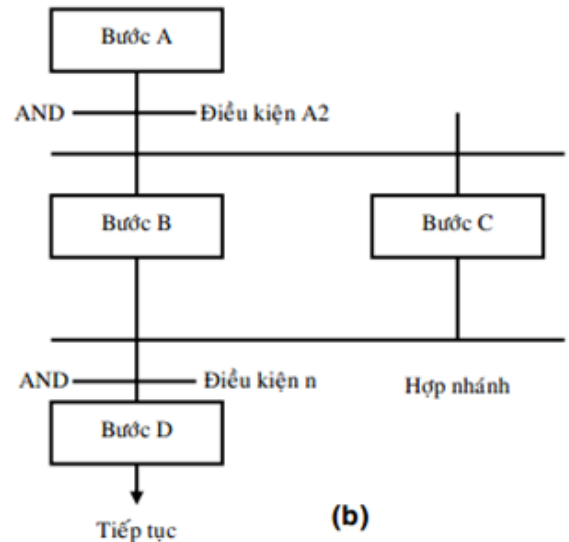 Bước A
AND
Điều kiện A2
Bước B
Bước C
AND
Điều kiện n
Hợp nhánh
Bước D
Tiếp tục
(b)